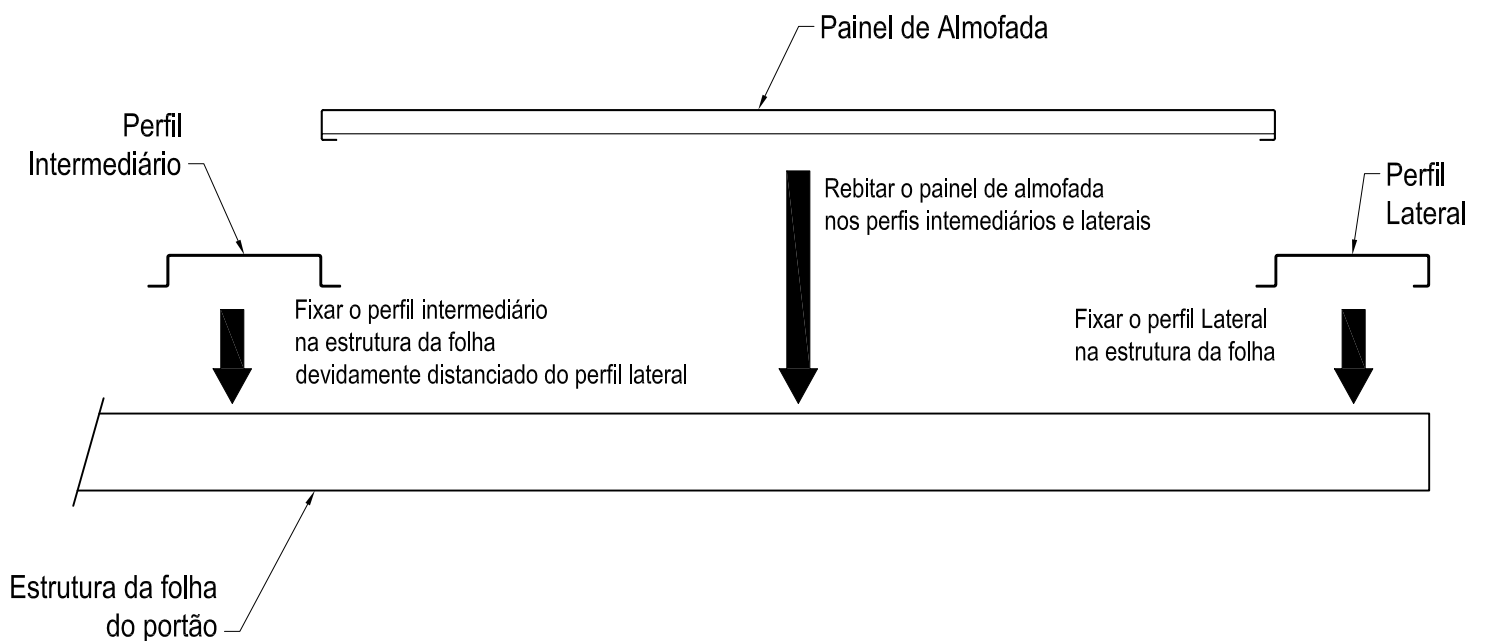 Painel de Almofada
Perfil
Intermediário
Rebitar o painel de almofada
nos perfis intemediários e laterais
Perfil
Lateral
Fixar o perfil intermediário
na estrutura da folha
devidamente distanciado do perfil lateral
Fixar o perfil Lateral
na estrutura da folha
Estrutura da folha
do portão